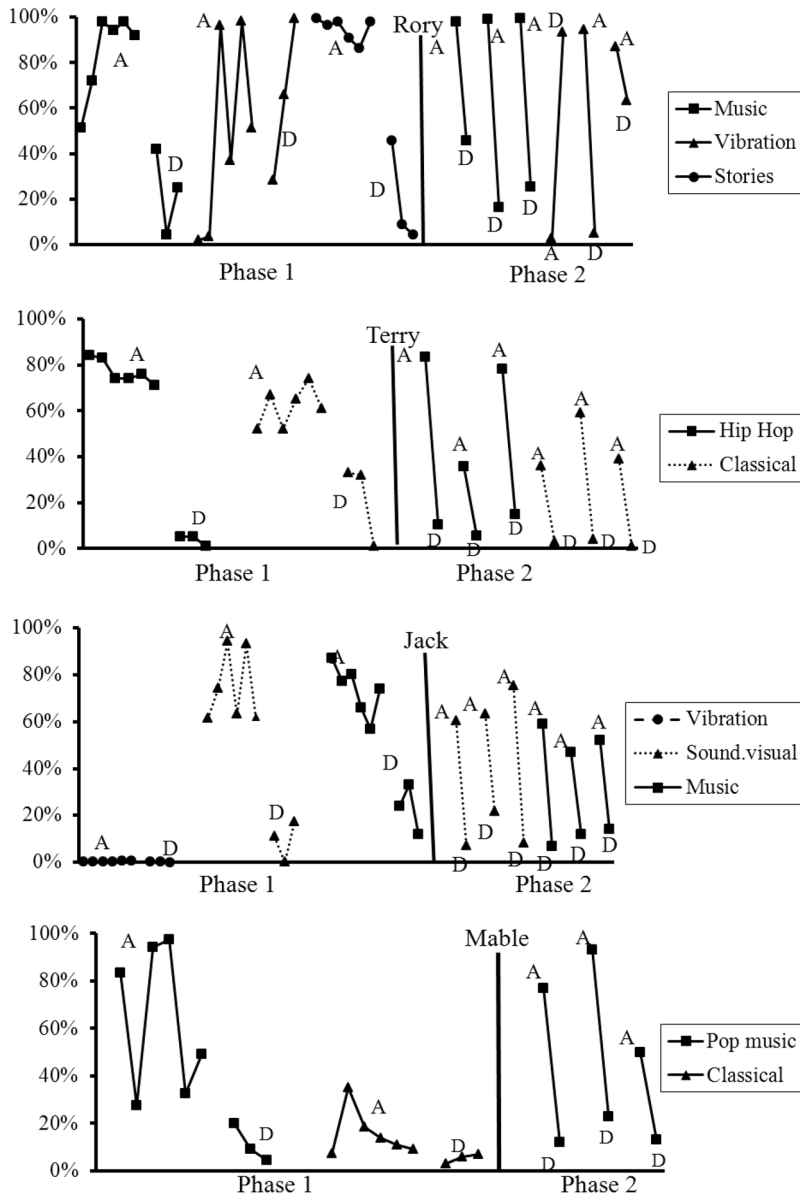 100%
80%
60%
40%
20%
0%
A
D
A
D
A
D
Rory
A
D
A
D
A
D
D
A
A
D
A
D
Phase 1
Phase 2
Music
Vibration
Stories
100%
80%
60%
40%
20%
0%
A
D
A
D
Terry
A
D
A
D
A
D
A
D
A
D
A
D
Phase 1
Phase 2
Hip Hop
Classical
100%
80%
60%
40%
20%
0%
A
D
A
D
A
D
Jack
A
D
A
D
A
D
A
D
A
D
A
D
Phase 1
Phase 2
Vibration
Sound.visual
Music
100%
80%
60%
40%
20%
0%
A
D
A
D
Mable
A
D
A
D
A
D
Phase 1
Phase 2
Pop music
Classical